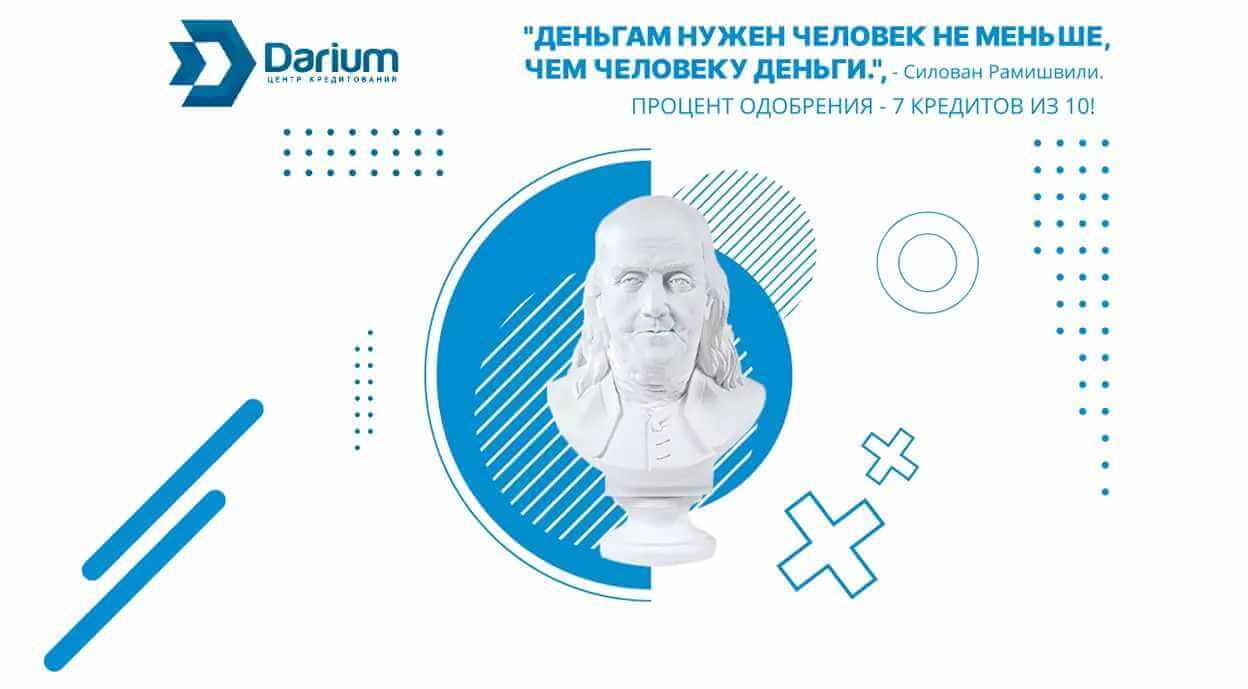 Darium
ЦЕНТР КРЕДИТОВАНИЯ
"ДЕНЬГАМ НУЖЕН ЧЕЛОВЕК НЕ МЕНЬШЕ,
ЧЕМ ЧЕЛОВЕКУ ДЕНЬГИ.", - Силован Рамишвили.
ПРОЦЕНТ ОДОБРЕНИЯ - 7 КРЕДИТОВ ИЗ 10!